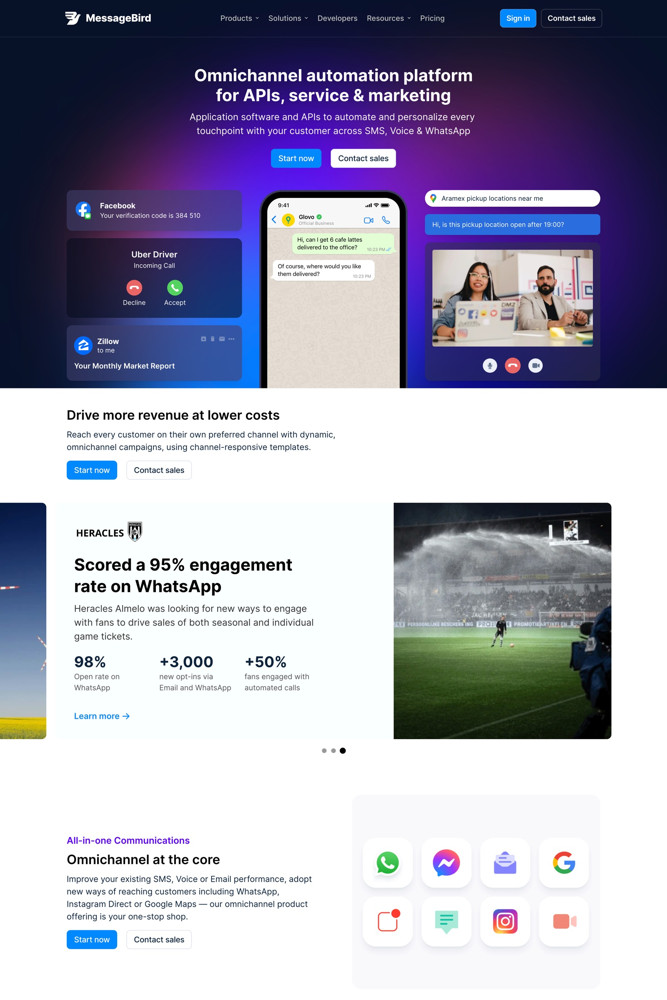 MessageBird
Products
Solutions
Developers
Resources
Pricing
Sign in
Contact sales
Omnichannel automation platform
for APIs, service & marketing
Application software and APIs to automate and personalize every
touchpoint with your customer across SMS, Voice & WhatsApp
Start now
Contact sales
Facebook
Your verification code is 384 510
Uber Driver
Incoming Call
Decline
Accept
Zillow
to me
Your Monthly Market Report
9:41
Glovo
Official Business
Hi, can I get 6 cafe lattes
delivered to the office?
10:23 PM
Of course, where would you like
them delivered?
10:23 PM
Aramex pickup locations near me
Hi, is this pickup location open after 19:00?
Drive more revenue at lower costs
Reach every customer on their own preferred channel with dynamic,
omnichannel campaigns, using channel-responsive templates.
Start now
Contact sales
HERACLES
Scored a 95% engagement
rate on WhatsApp
Heracles Almelo was looking for new ways to engage
with fans to drive sales of both seasonal and individual
game tickets.
98%
Open rate on
WhatsApp
+3,000
new opt-ins via
Email and WhatsApp
+50%
fans engaged with
automated calls
Learn more →
All-in-one Communications
Omnichannel at the core
Improve your existing SMS, Voice or Email performance, adopt
new ways of reaching customers including WhatsApp,
Instagram Direct or Google Maps — our omnichannel product
offering is your one-stop shop.
Start now
Contact sales